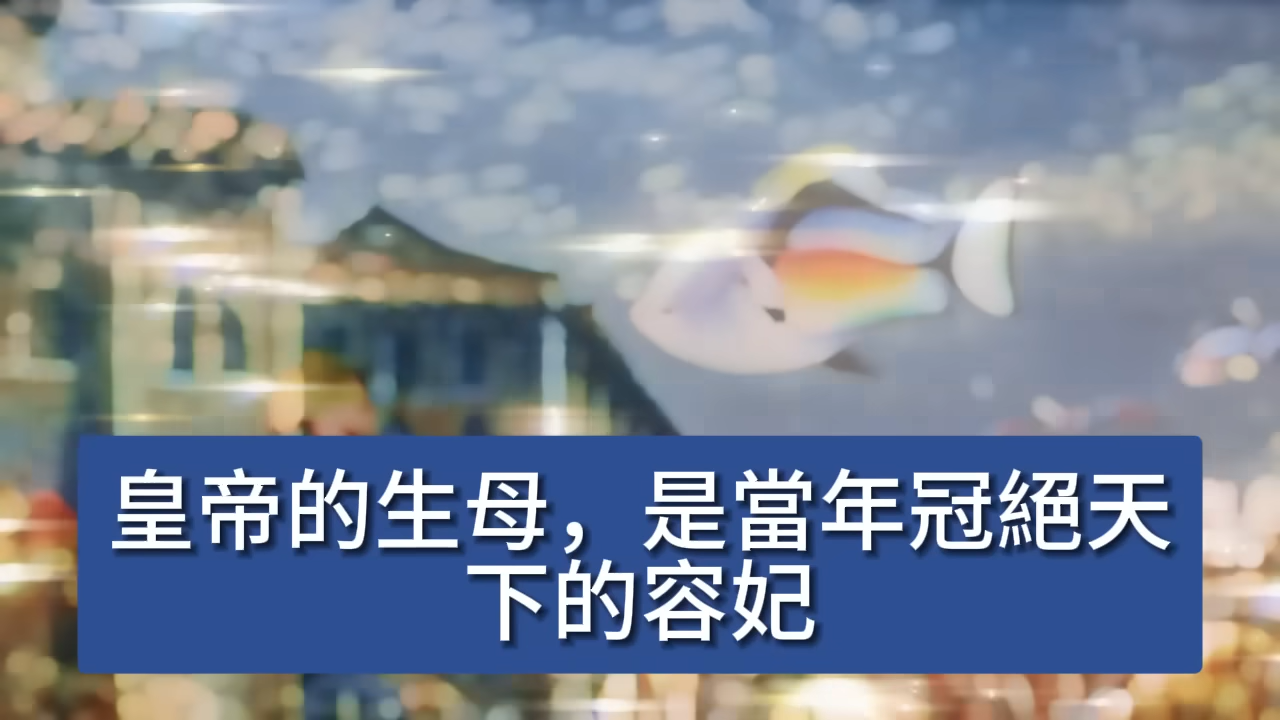 皇帝的生母，是當年冠絕天
下的容妃